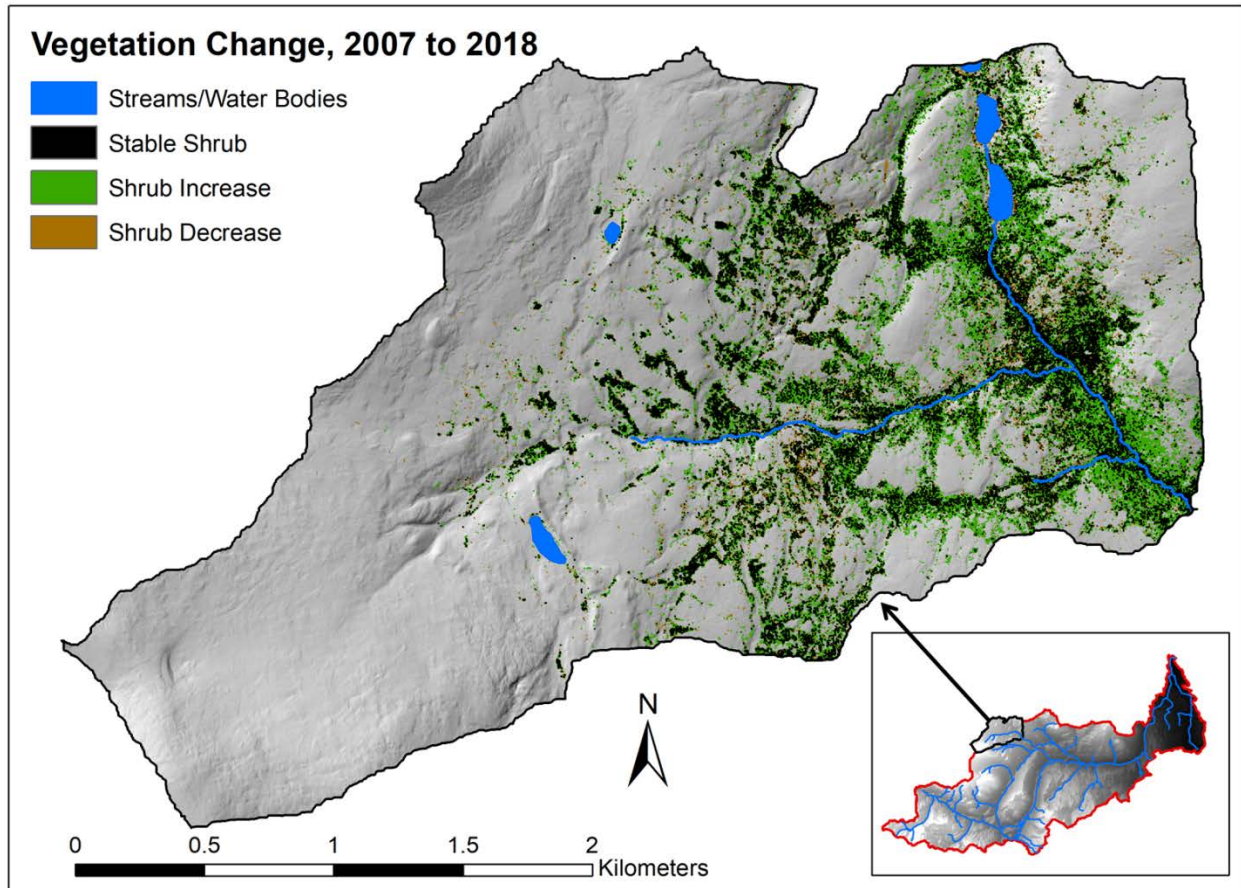 Vegetation Change, 2007 to 2018
Streams/Water Bodies
Stable Shrub
Shrub Increase
Shrub Decrease
N
0 0.5 1 1.5 2
Kilometers